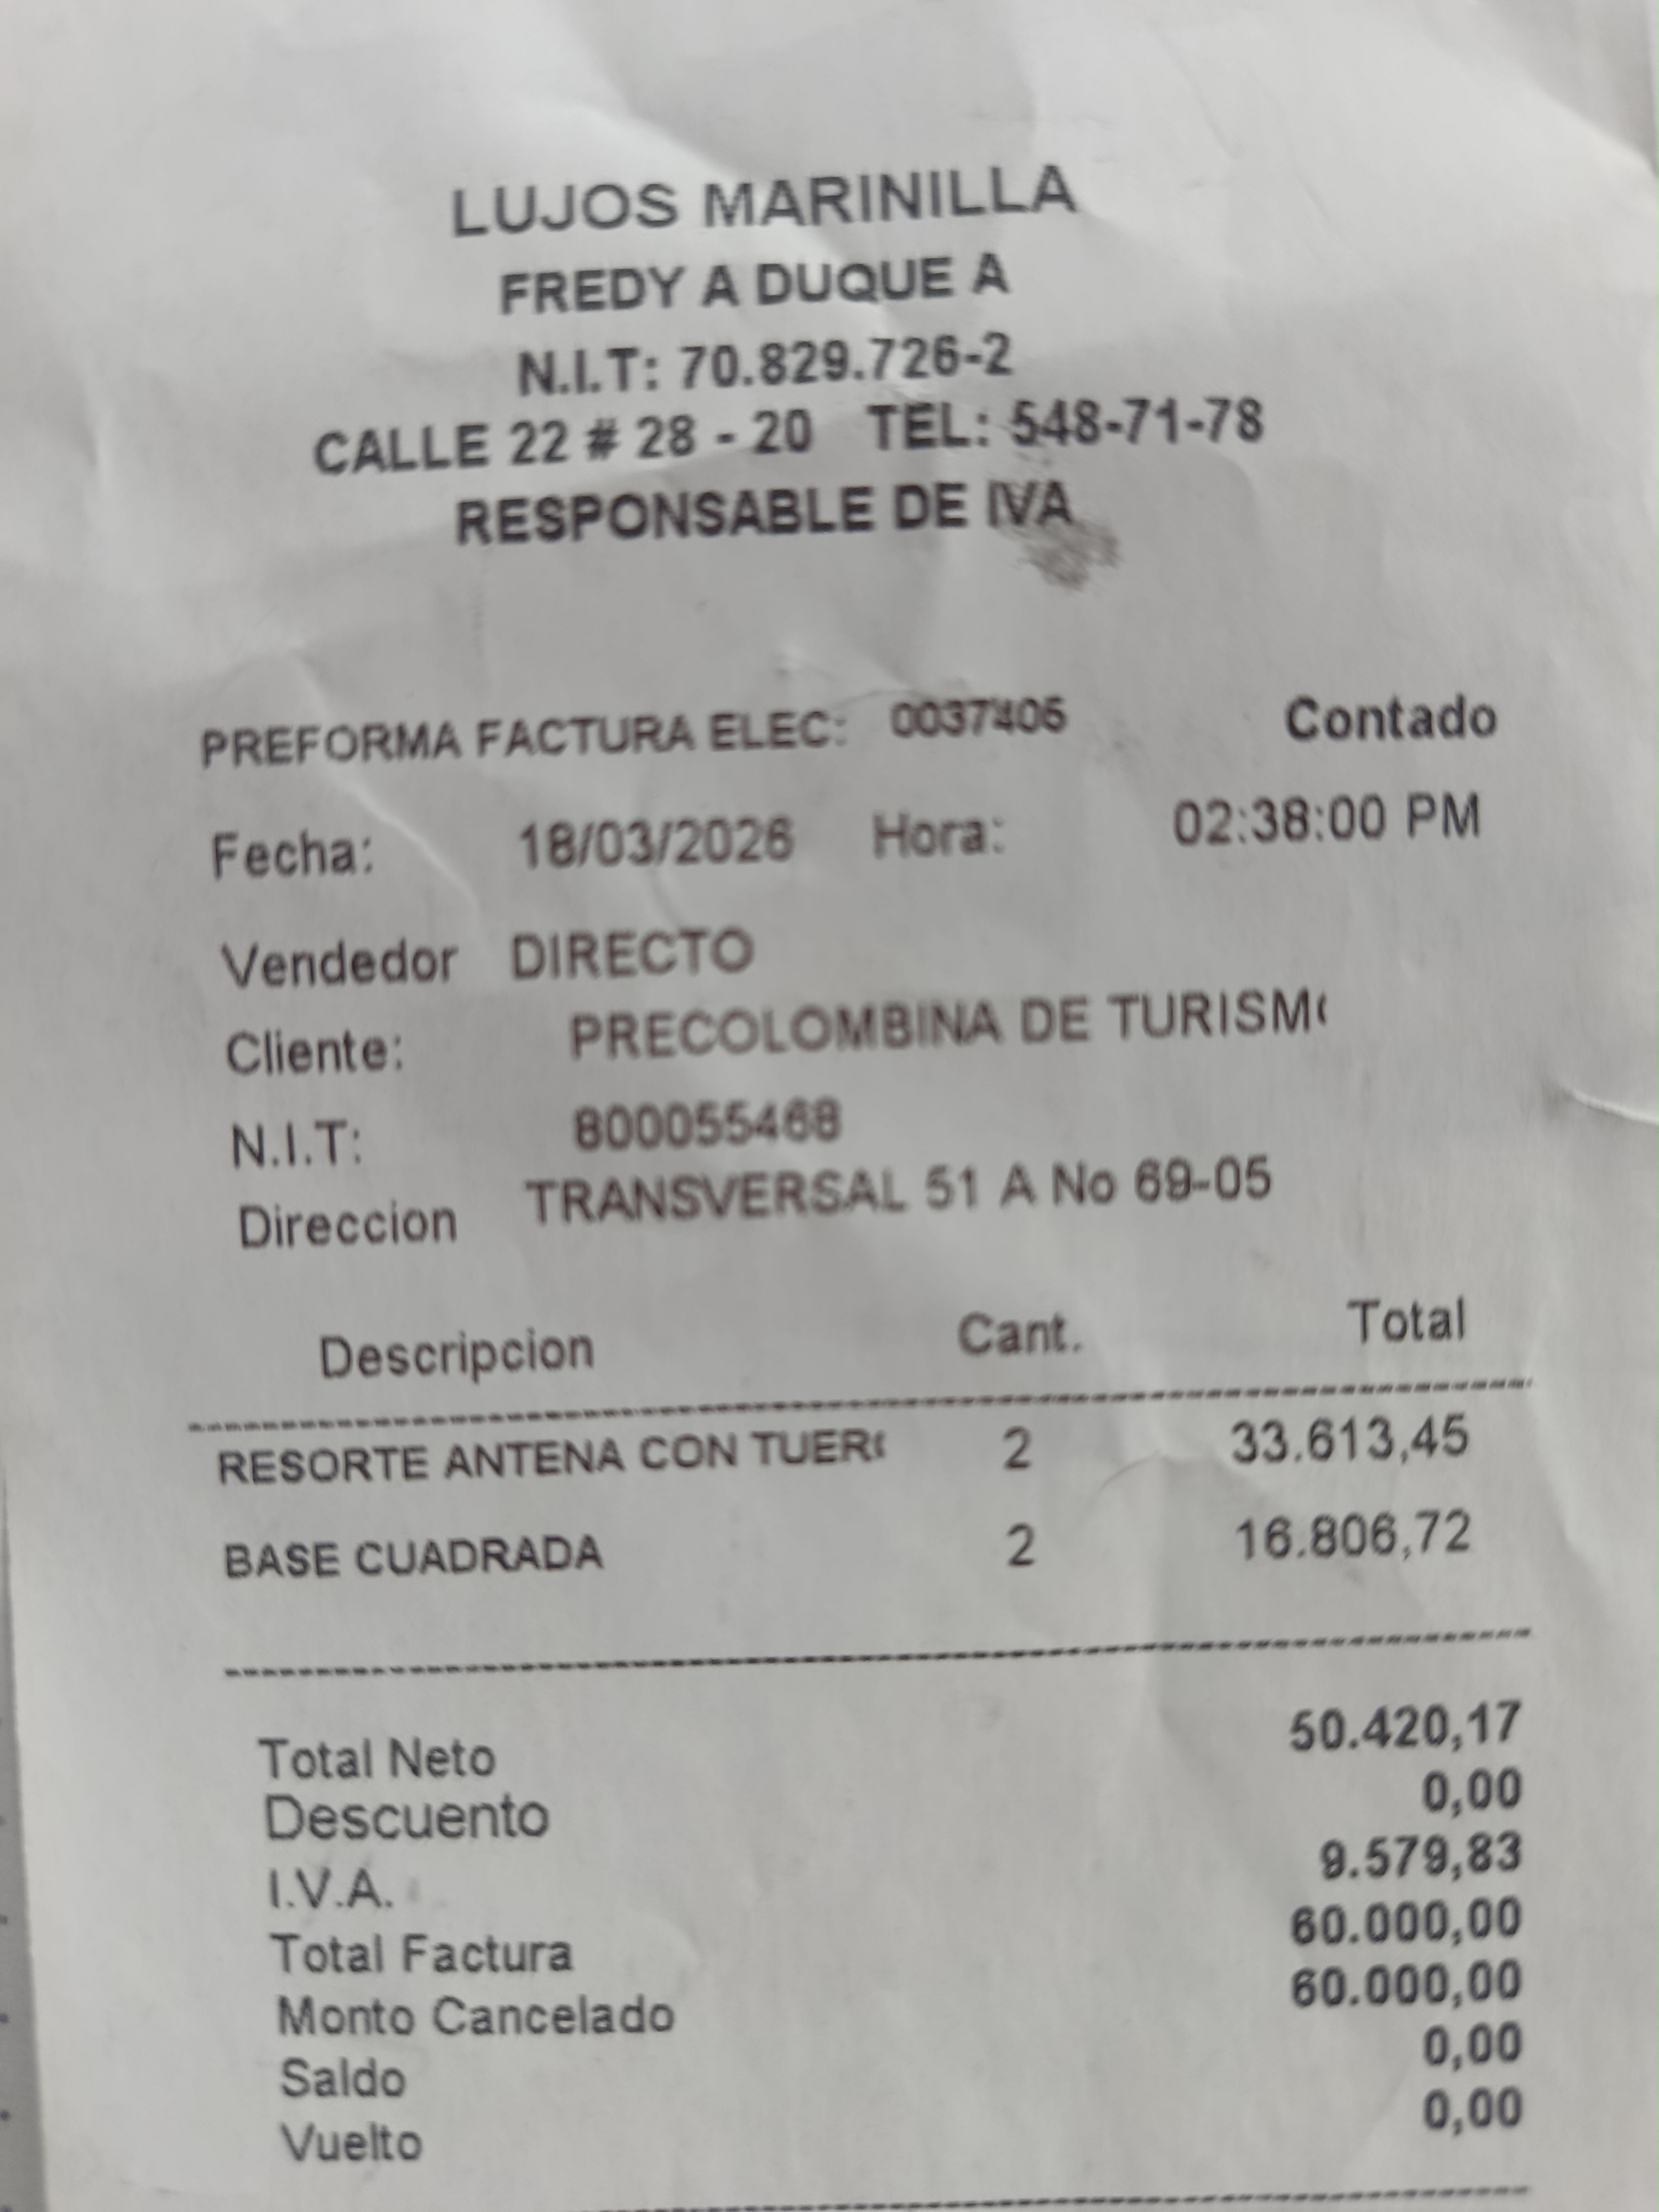 LUJOS MARINILLA
FREDY A DUQUE A
N.I.T: 70.829.726-2
CALLE 22 # 28 - 20 TEL: 548-71-78
RESPONSABLE DE IVA
PREFORMA FACTURA ELEC: 0037405 Contado
Fecha: 18/03/2026 Hora: 02:38:00 PM
Vendedor DIRECTO
Cliente: PRECOLOMBINA DE TURISM
N.I.T: 800055468
Direccion TRANSVERSAL 51 A No 69-05
Descripcion Cant. Total
RESORTE ANTENA CON TUER 2 33.613,45
BASE CUADRADA 2 16.806,72
Total Neto 50.420,17
Descuento 0,00
I.V.A. 9.579,83
Total Factura 60.000,00
Monto Cancelado 60.000,00
Saldo 0,00
Vuelto 0,00